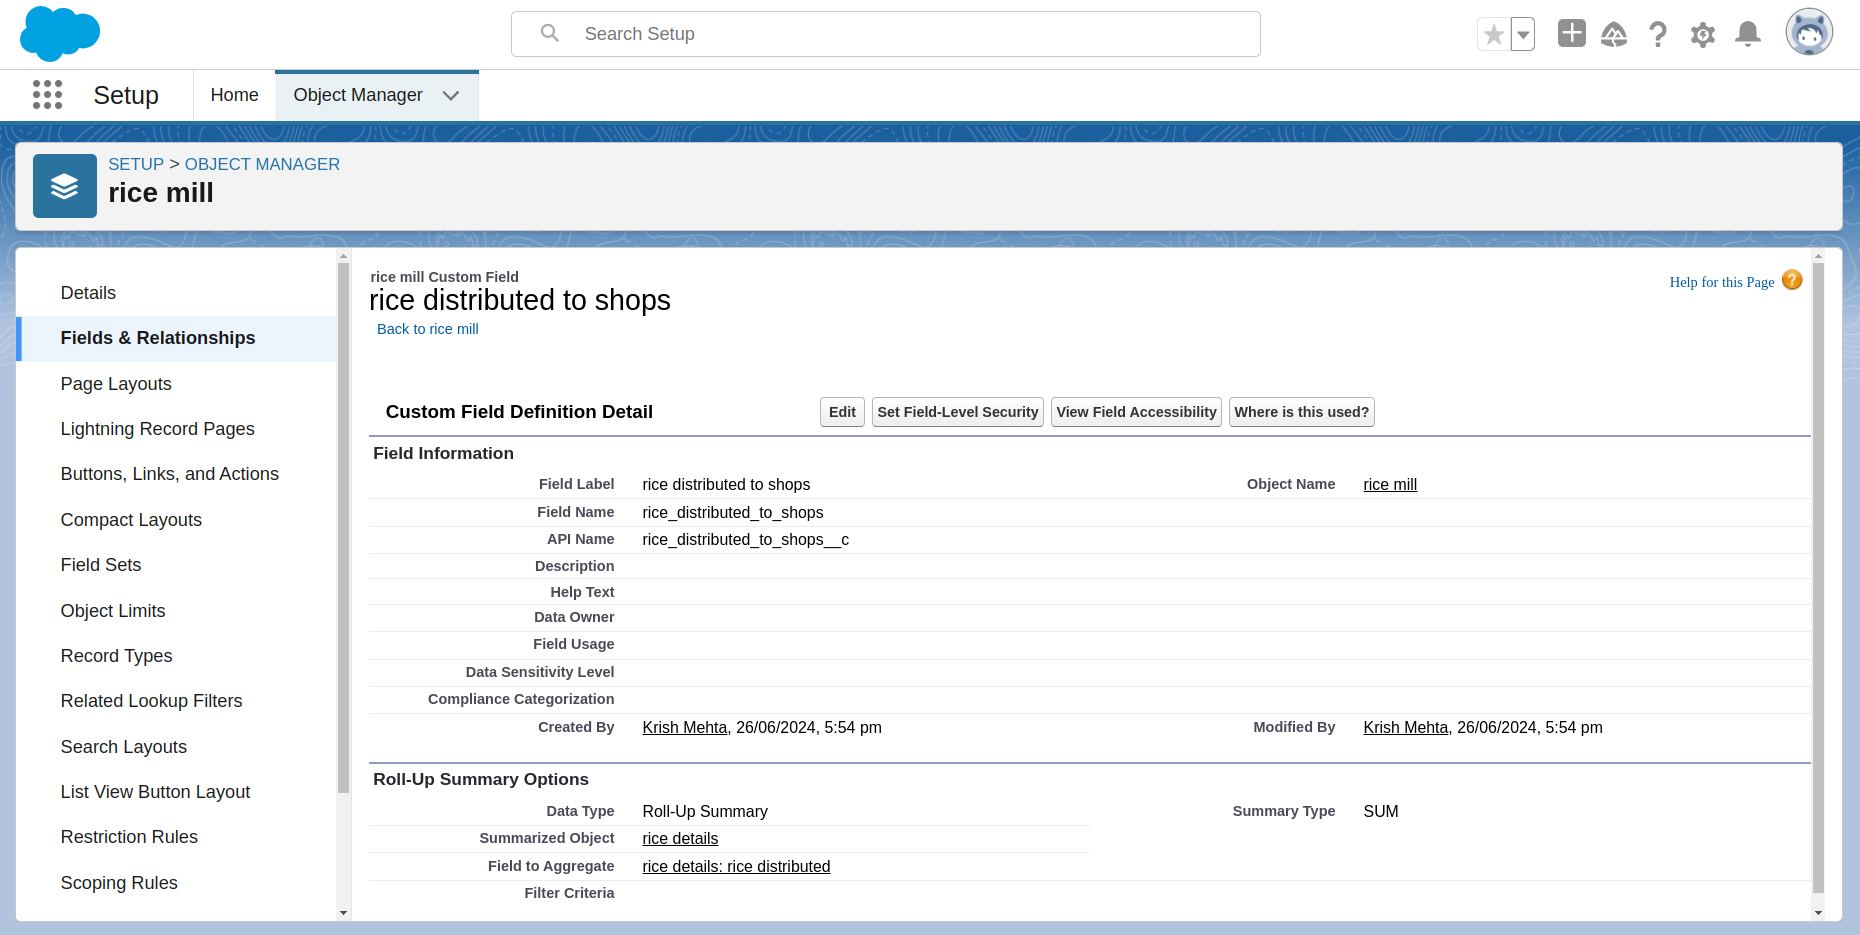 Search Setup
Setup
Home
Object Manager
SETUP > OBJECT MANAGER
rice mill
Details
Fields & Relationships
Page Layouts
Lightning Record Pages
Buttons, Links, and Actions
Compact Layouts
Field Sets
Object Limits
Record Types
Related Lookup Filters
Search Layouts
List View Button Layout
Restriction Rules
Scoping Rules
rice mill Custom Field
rice distributed to shops
Back to rice mill
Help for this Page ?
Custom Field Definition Detail
Edit
Set Field-Level Security
View Field Accessibility
Where is this used?
Field Information
Field Label rice distributed to shops Object Name rice mill
Field Name rice_distributed_to_shops
API Name rice_distributed_to_shops__c
Description
Help Text
Data Owner
Field Usage
Data Sensitivity Level
Compliance Categorization
Created By Krish Mehta, 26/06/2024, 5:54 pm Modified By Krish Mehta, 26/06/2024, 5:54 pm
Roll-Up Summary Options
Data Type Roll-Up Summary Summary Type SUM
Summarized Object rice details
Field to Aggregate rice details: rice distributed
Filter Criteria